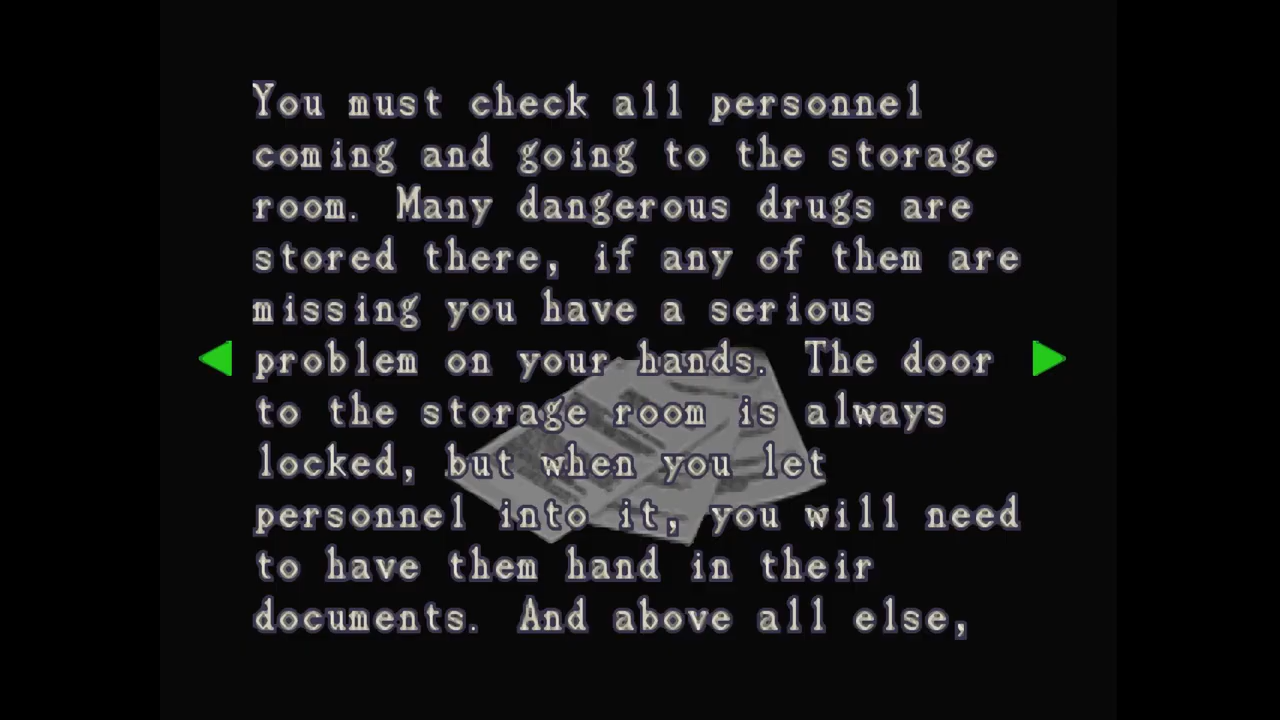 You must check all personnel
coming and going to the storage
room. Many dangerous drugs are
stored there, if any of them are
missing you have a serious
problem on your hands. The door
to the storage room is always
locked, but when you let
personnel into it, you will need
to have them hand in their
documents. And above all else,